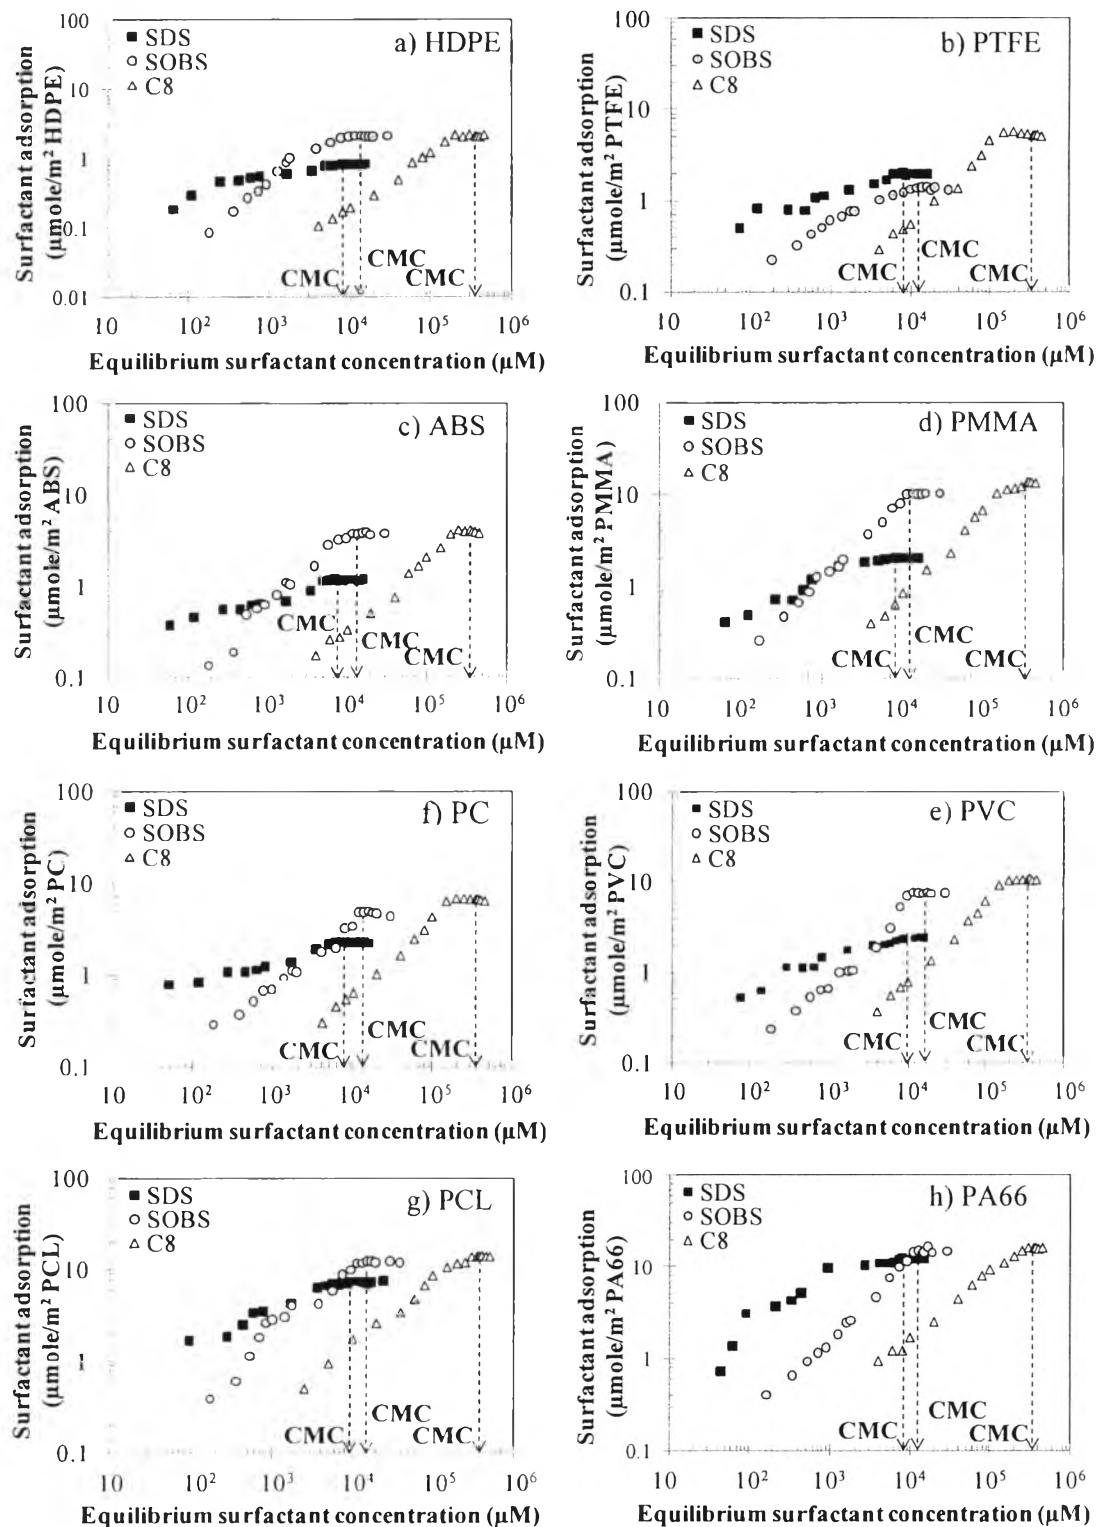 Surfactant adsorption
(μmole/m² HDPE)
100
10
1
0.1
0.01
SDS
SOBS
C8
a) HDPE
CMC
CMC
CMC
10
10²
10³
10⁴
10⁵
10⁶
Equilibrium surfactant concentration (μM)
Surfactant adsorption
(μmole/m² PTFE)
100
10
1
0.1
SDS
SOBS
C8
b) PTFE
CMC
CMC
CMC
10
10²
10³
10⁴
10⁵
10⁶
Equilibrium surfactant concentration (μM)
Surfactant adsorption
(μmole/m² ABS)
100
10
1
0.1
SDS
SOBS
C8
c) ABS
CMC
CMC
CMC
10
10²
10³
10⁴
10⁵
10⁶
Equilibrium surfactant concentration (μM)
Surfactant adsorption
(μmole/m² PMMA)
100
10
1
0.1
SDS
SOBS
C8
d) PMMA
CMC
CMC
CMC
10
10²
10³
10⁴
10⁵
10⁶
Equilibrium surfactant concentration (μM)
Surfactant adsorption
(μmole/m² PC)
100
10
1
0.1
SDS
SOBS
C8
f) PC
CMC
CMC
CMC
10
10²
10³
10⁴
10⁵
10⁶
Equilibrium surfactant concentration (μM)
Surfactant adsorption
(μmole/m² PVC)
100
10
1
0.1
SDS
SOBS
C8
e) PVC
CMC
CMC
CMC
10
10²
10³
10⁴
10⁵
10⁶
Equilibrium surfactant concentration (μM)
Surfactant adsorption
(μmole/m² PCL)
100
10
1
0.1
SDS
SOBS
C8
g) PCL
CMC
CMC
CMC
10
10²
10³
10⁴
10⁵
10⁶
Equilibrium surfactant concentration (μM)
Surfactant adsorption
(μmole/m² PA66)
100
10
1
0.1
SDS
SOBS
C8
h) PA66
CMC
CMC
CMC
10
10²
10³
10⁴
10⁵
10⁶
Equilibrium surfactant concentration (μM)